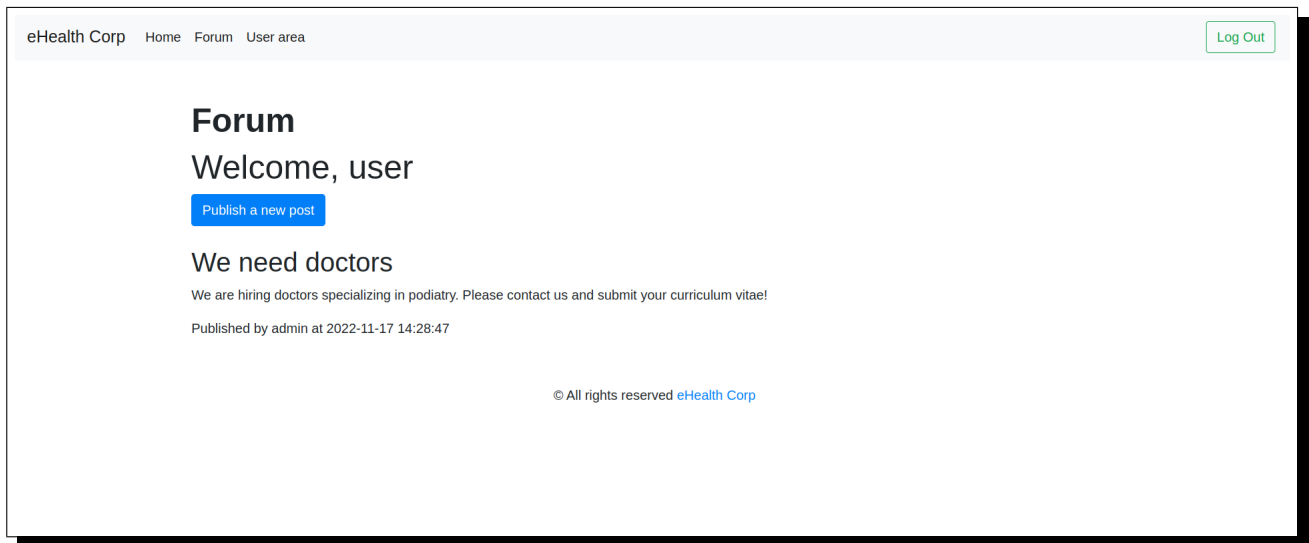 eHealth Corp Home Forum User area Log Out
Forum
Welcome, user
Publish a new post
We need doctors
We are hiring doctors specializing in podiatry. Please contact us and submit your curriculum vitae!
Published by admin at 2022-11-17 14:28:47
© All rights reserved eHealth Corp